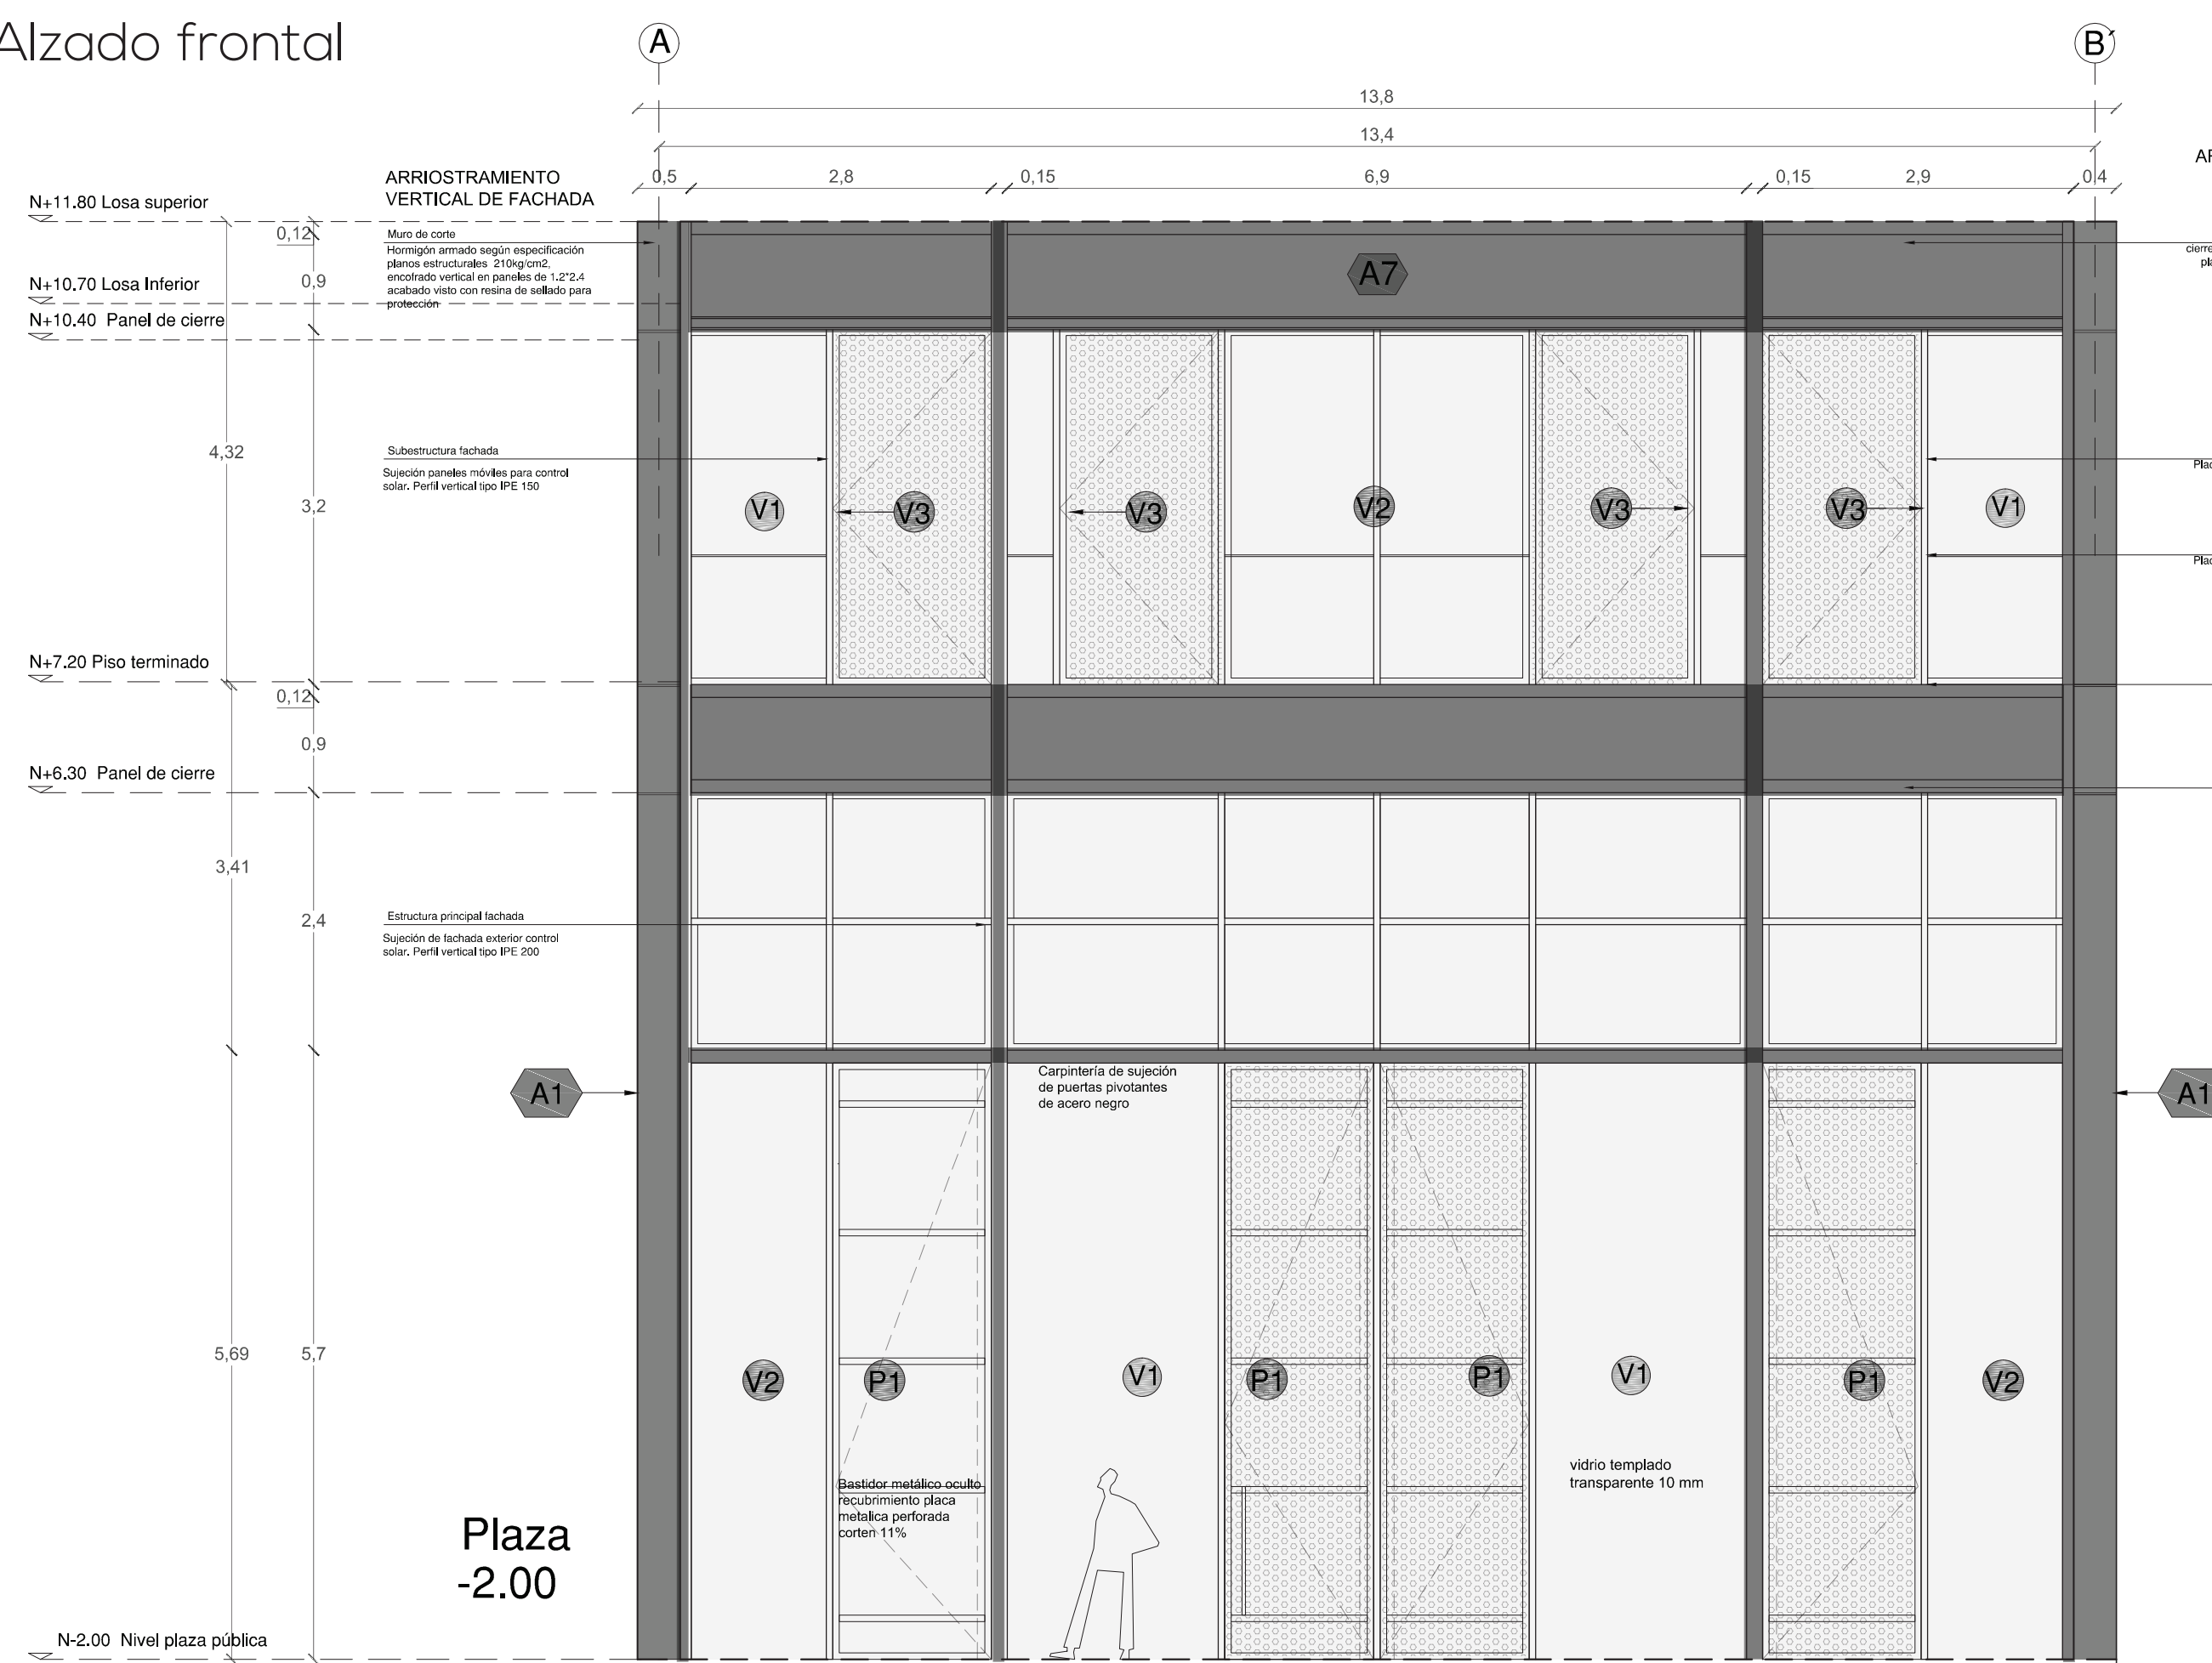 Alzado frontal
A
B´
13,8
13,4
0,5
2,8
0,15
6,9
0,15
2,9
0,4
ARRIOSTRAMIENTO
VERTICAL DE FACHADA
Muro de corte
Hormigón armado según especificación
planos estructurales 210kg/cm2,
encofrado vertical en paneles de 1.2*2.4
acabado visto con resina de sellado para
protección
N+11.80 Losa superior
0,12
N+10.70 Losa Inferior
0,9
N+10.40 Panel de cierre
A7
cierre
4,32
Subestructura fachada
Sujeción paneles móviles para control
solar. Perfil vertical tipo IPE 150
3,2
V1
V3
V3
V2
V3
V3
V1
N+7.20 Piso terminado
0,12
0,9
N+6.30 Panel de cierre
3,41
2,4
Estructura principal fachada
Sujeción de fachada exterior control
solar. Perfil vertical tipo IPE 200
A1
Carpintería de sujeción
de puertas pivotantes
de acero negro
A1
5,69
5,7
V2
P1
V1
P1
P1
V1
P1
V2
Bastidor metálico oculto
recubrimiento placa
metalica perforada
corten 11%
vidrio templado
transparente 10 mm
Plaza
-2.00
N-2.00 Nivel plaza pública